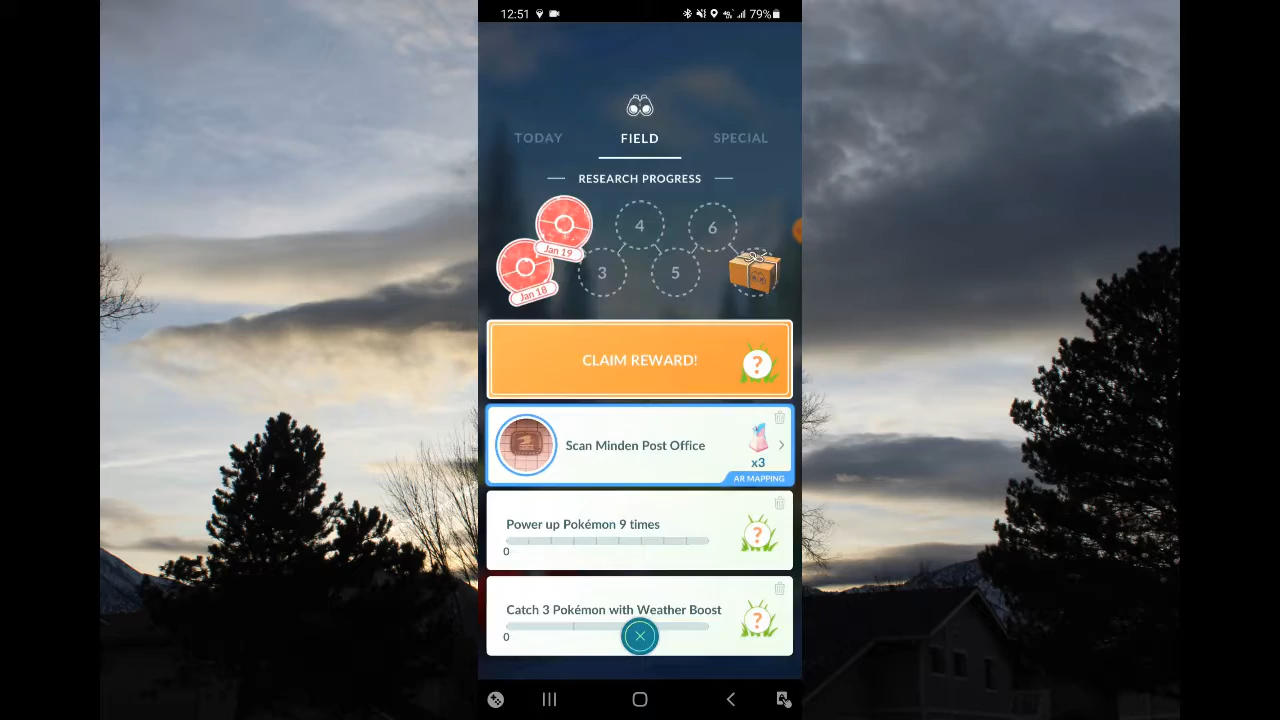 12:51
79%
TODAY
FIELD
SPECIAL
RESEARCH PROGRESS
4
6
Jan 19
3
5
Jan 18
CLAIM REWARD!
?
Scan Minden Post Office
x3
AR MAPPING
Power up Pokémon 9 times
?
0
Catch 3 Pokémon with Weather Boost
?
0